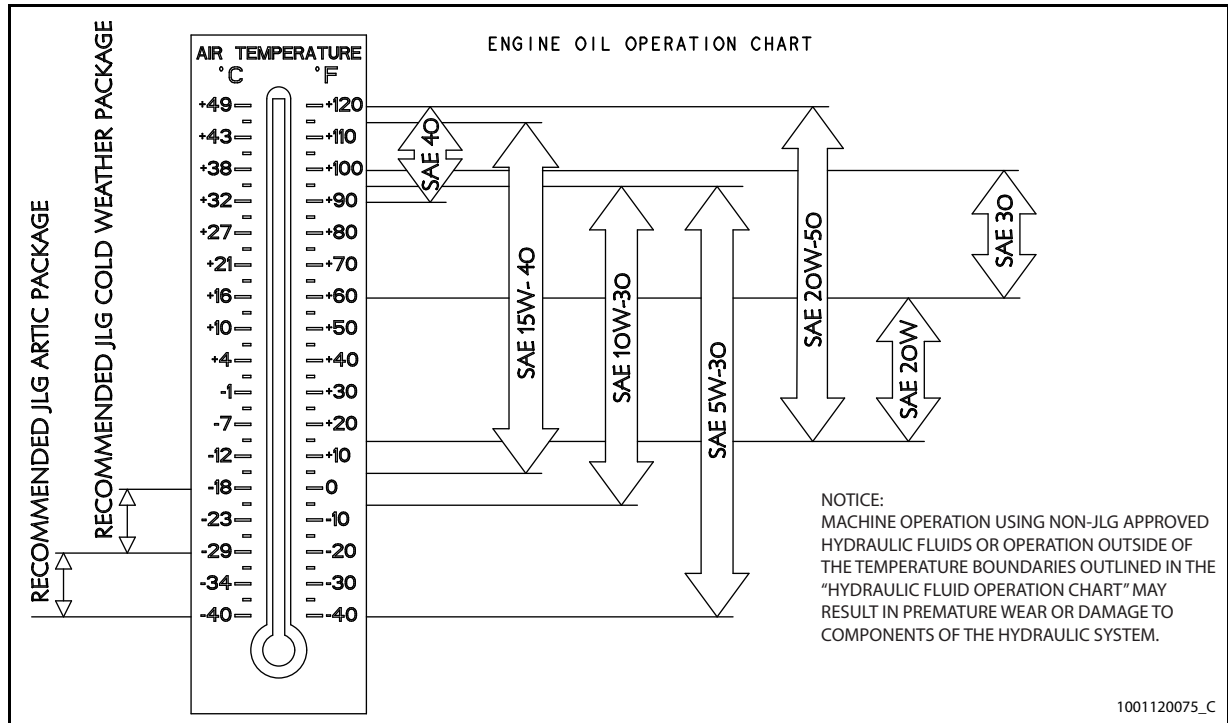 ENGINE OIL OPERATION CHART
RECOMMENDED JLG ARTIC PACKAGE
RECOMMENDED JLG COLD WEATHER PACKAGE
AIR TEMPERATURE
°C °F
+49 +120
+43 +110
+38 +100
+32 +90
+27 +80
+21 +70
+16 +60
+10 +50
+4 +40
-1 +30
-7 +20
-12 +10
-18 0
-23 -10
-29 -20
-34 -30
-40 -40
SAE 40
SAE 15W-40
SAE 10W-30
SAE 5W-30
SAE 20W-50
SAE 20W
SAE 30
NOTICE:
MACHINE OPERATION USING NON-JLG APPROVED
HYDRAULIC FLUIDS OR OPERATION OUTSIDE OF
THE TEMPERATURE BOUNDARIES OUTLINED IN THE
“HYDRAULIC FLUID OPERATION CHART” MAY
RESULT IN PREMATURE WEAR OR DAMAGE TO
COMPONENTS OF THE HYDRAULIC SYSTEM.
1001120075_C